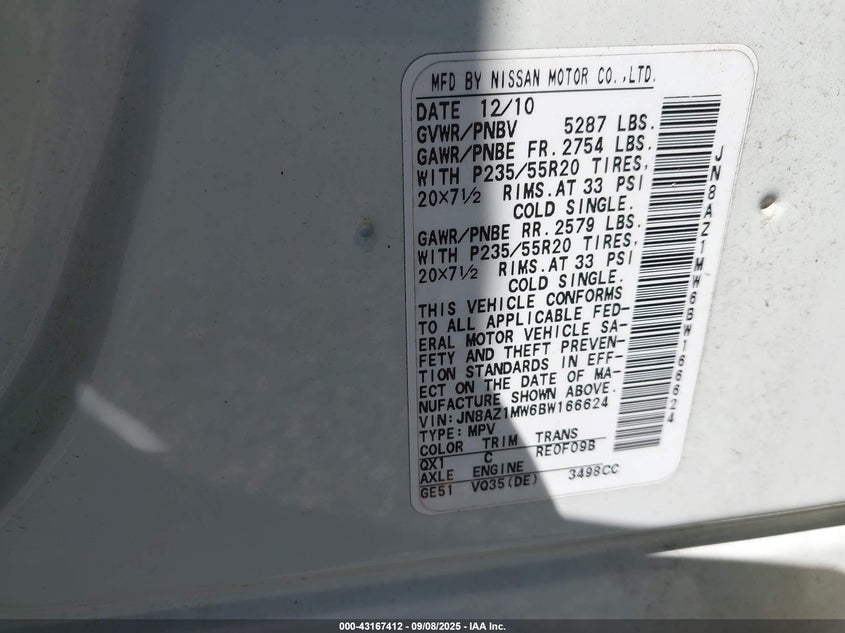 MFD BY NISSAN MOTOR CO.,LTD.
DATE 12/10
GVWR/PNBV 5287 LBS.
GAWR/PNBE FR. 2754 LBS.
WITH P235/55R20 TIRES,
20X7½ RIMS.AT 33 PSI
COLD SINGLE.
GAWR/PNBE RR. 2579 LBS.
WITH P235/55R20 TIRES,
20X7½ RIMS.AT 33 PSI
COLD SINGLE.
THIS VEHICLE CONFORMS
TO ALL APPLICABLE FED-
ERAL MOTOR VEHICLE SA-
FETY AND THEFT PREVEN-
TION STANDARDS IN EFF-
ECT ON THE DATE OF MA-
NUFACTURE SHOWN ABOVE.
VIN:JN8AZ1MW6BW166624
TYPE:MPV
COLOR TRIM TRANS
QX1 C RE0F09B
AXLE ENGINE
GE51 VQ35(DE) 3498CC
JN8AZ1MW6BW166624
000-43167412 - 09/08/2025 - IAA Inc.